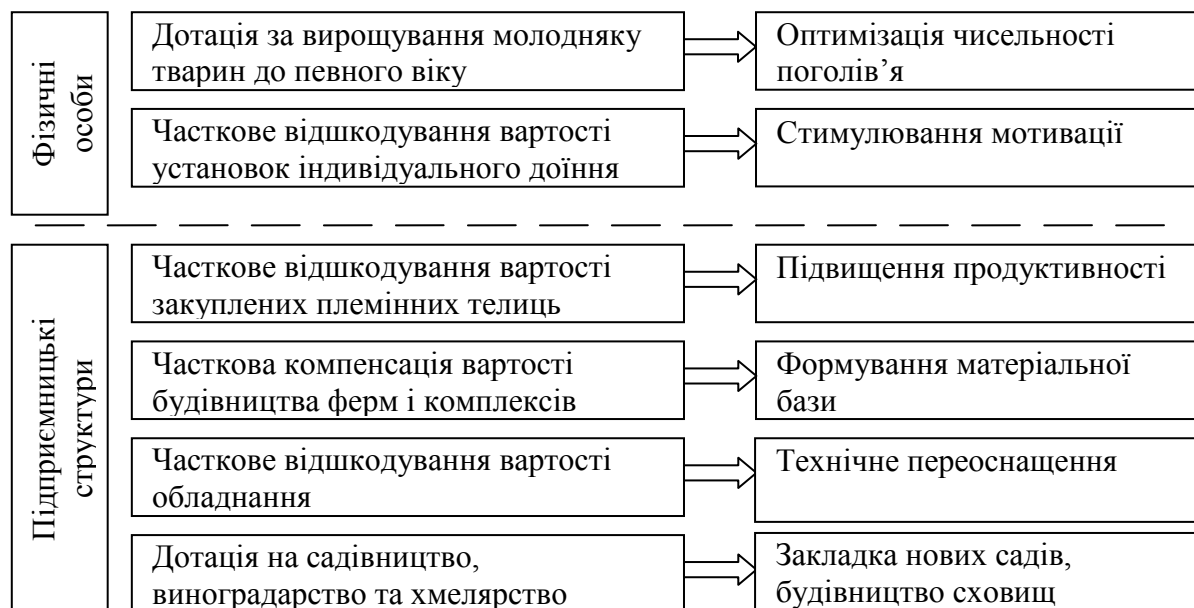 Фізичні
особи
Дотація за вирощування молодняку
тварин до певного віку
Оптимізація чисельності
поголів’я
Часткове відшкодування вартості
установок індивідуального доїння
Стимулювання мотивації
Підприємницькі
структури
Часткове відшкодування вартості
закуплених племінних телиць
Підвищення продуктивності
Часткова компенсація вартості
будівництва ферм і комплексів
Формування матеріальної
бази
Часткове відшкодування вартості
обладнання
Технічне переоснащення
Дотація на садівництво,
виноградарство та хмелярство
Закладка нових садів,
будівництво сховищ